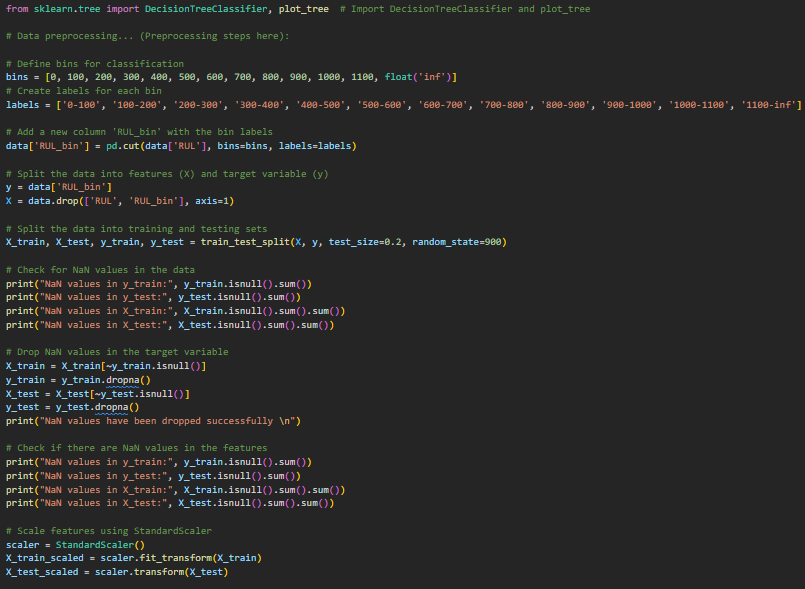 from sklearn.tree import DecisionTreeClassifier, plot_tree  # Import DecisionTreeClassifier and plot_tree
# Data preprocessing... (Preprocessing steps here):
# Define bins for classification
bins = [0, 100, 200, 300, 400, 500, 600, 700, 800, 900, 1000, 1100, float('inf')]
# Create labels for each bin
labels = ['0-100', '100-200', '200-300', '300-400', '400-500', '500-600', '600-700', '700-800', '800-900', '900-1000', '1000-1100', '1100-inf']
# Add a new column 'RUL_bin' with the bin labels
data['RUL_bin'] = pd.cut(data['RUL'], bins=bins, labels=labels)
# Split the data into features (X) and target variable (y)
y = data['RUL_bin']
X = data.drop(['RUL', 'RUL_bin'], axis=1)
# Split the data into training and testing sets
X_train, X_test, y_train, y_test = train_test_split(X, y, test_size=0.2, random_state=900)
# Check for NaN values in the data
print("NaN values in y_train:", y_train.isnull().sum())
print("NaN values in y_test:", y_test.isnull().sum())
print("NaN values in X_train:", X_train.isnull().sum().sum())
print("NaN values in X_test:", X_test.isnull().sum().sum())
# Drop NaN values in the target variable
X_train = X_train[~y_train.isnull()]
y_train = y_train.dropna()
X_test = X_test[~y_test.isnull()]
y_test = y_test.dropna()
print("NaN values have been dropped successfully \n")
# Check if there are NaN values in the features
print("NaN values in y_train:", y_train.isnull().sum())
print("NaN values in y_test:", y_test.isnull().sum())
print("NaN values in X_train:", X_train.isnull().sum().sum())
print("NaN values in X_test:", X_test.isnull().sum().sum())
# Scale features using StandardScaler
scaler = StandardScaler()
X_train_scaled = scaler.fit_transform(X_train)
X_test_scaled = scaler.transform(X_test)